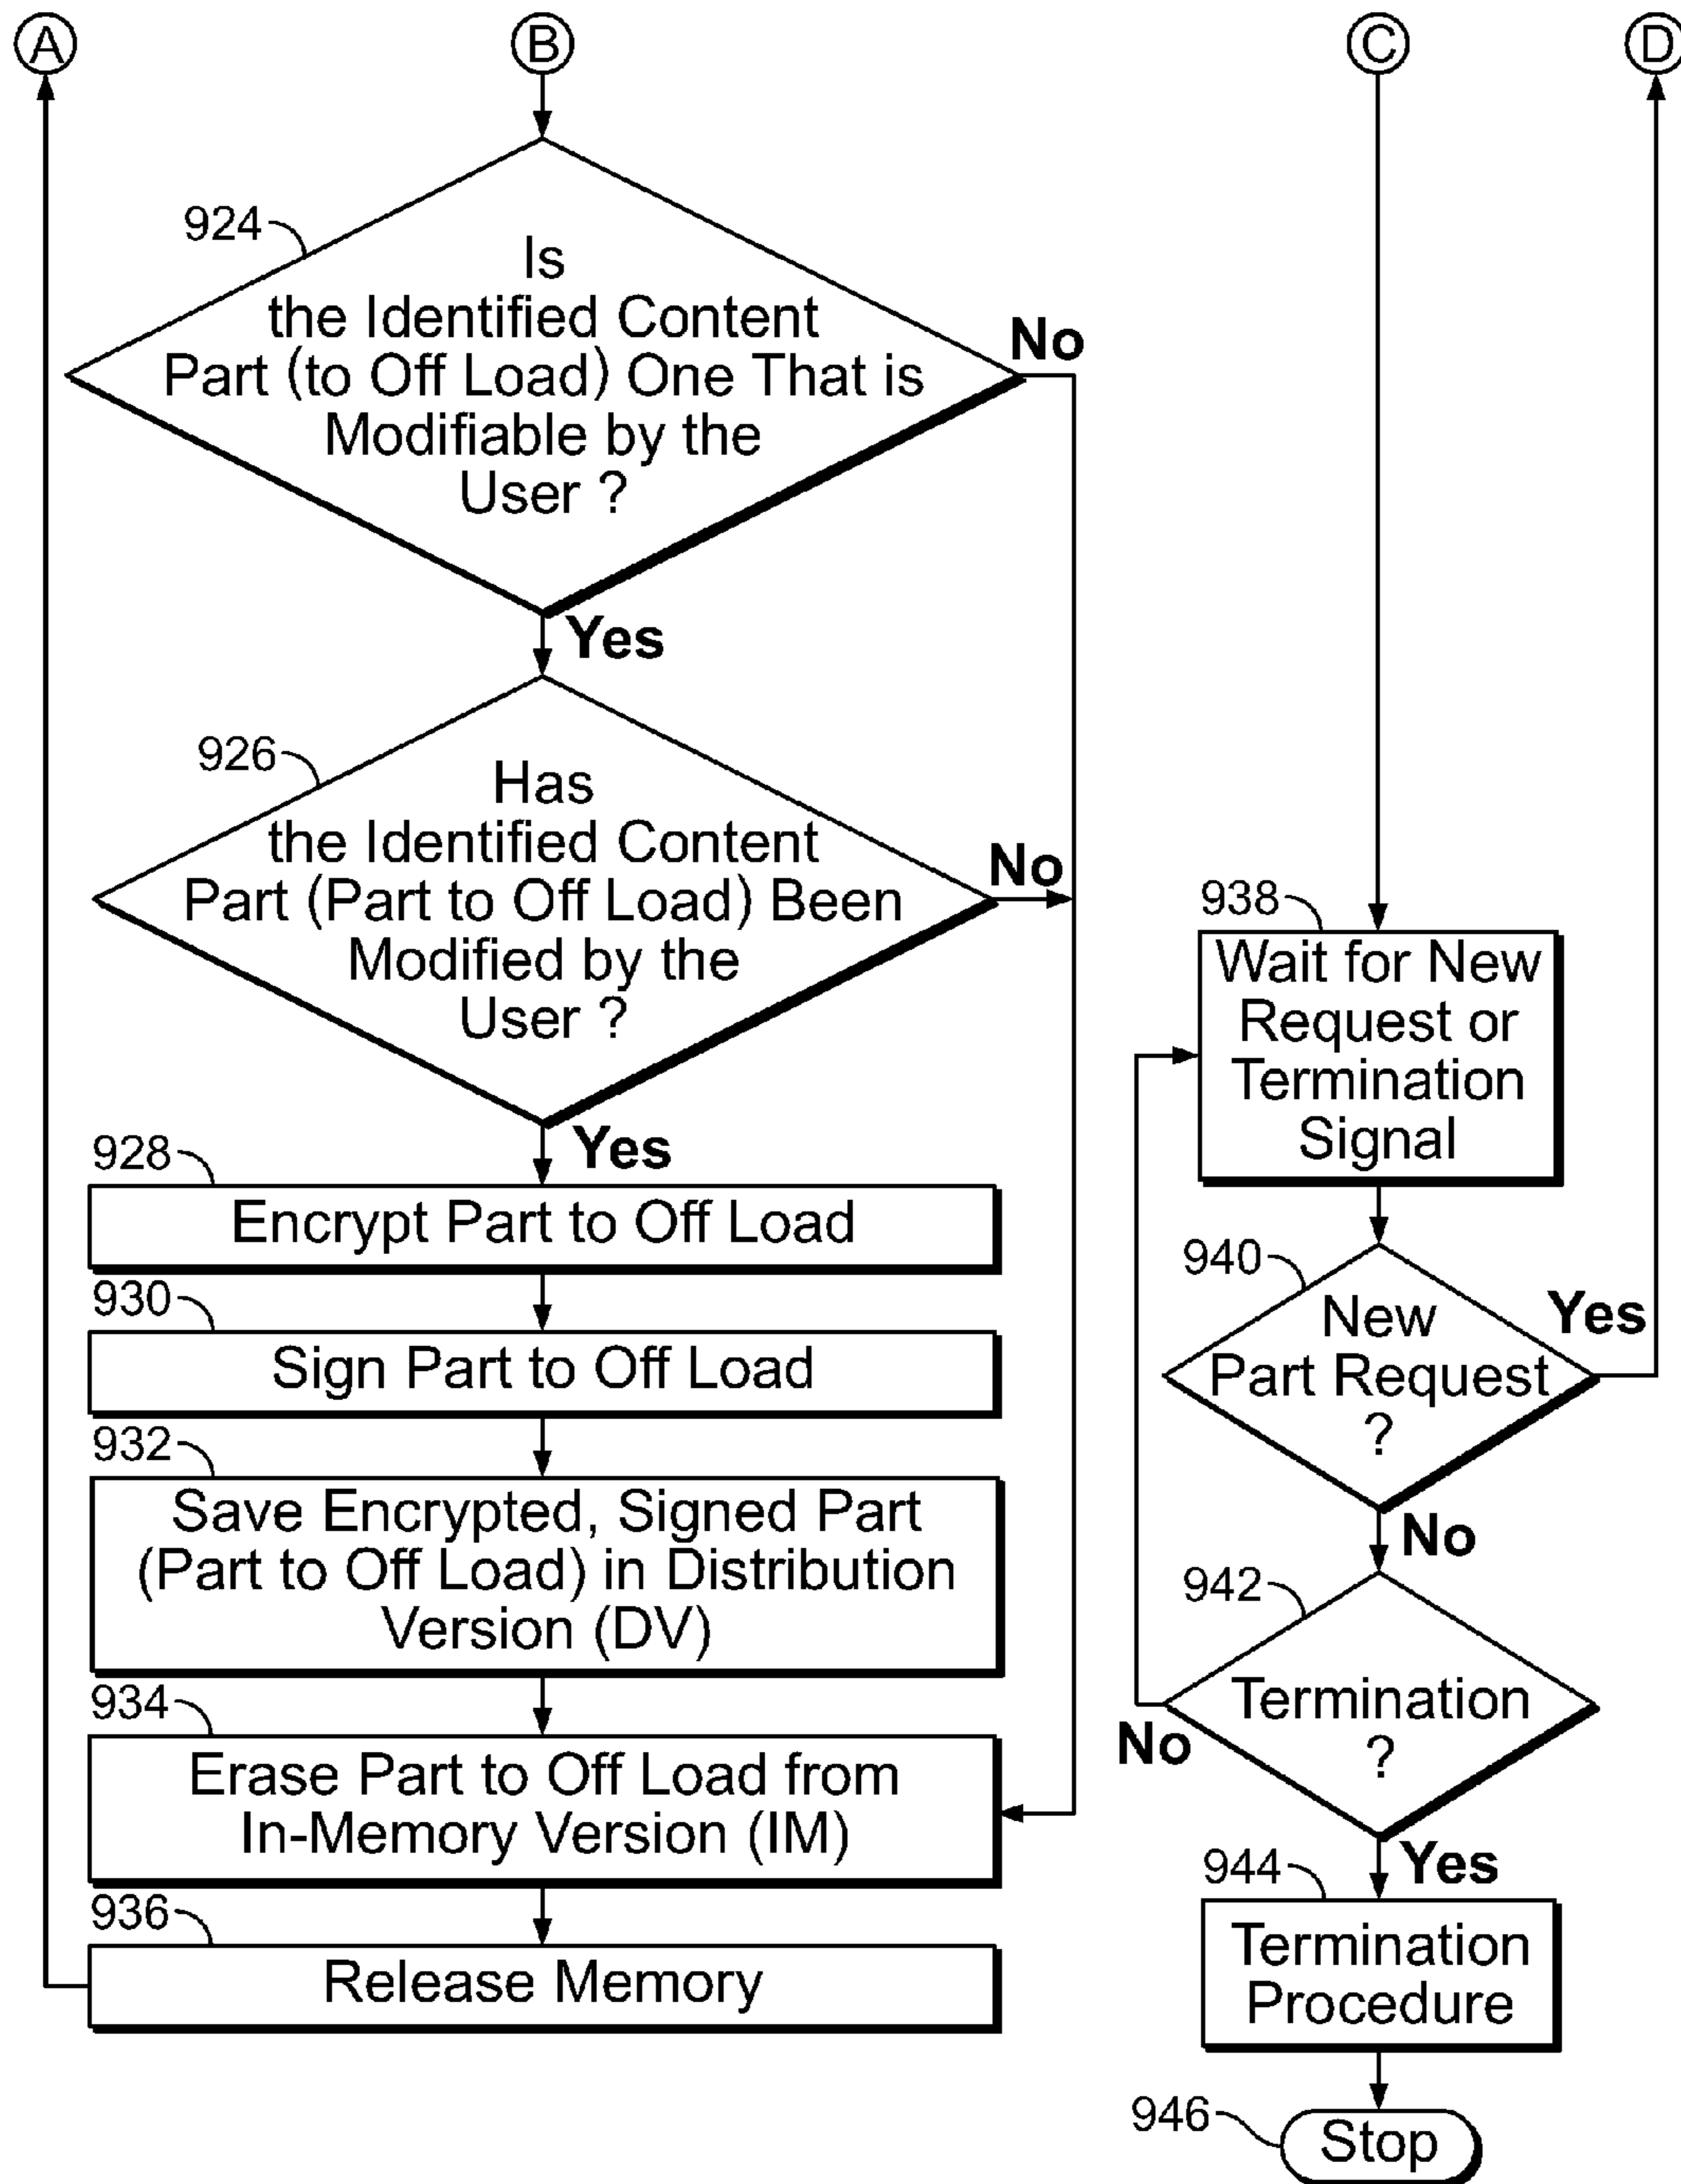 A
B
C
D
924
Is
the Identified Content
Part (to Off Load) One That is
Modifiable by the
User ?
No
Yes
926
Has
the Identified Content
Part (Part to Off Load) Been
Modified by the
User ?
No
Yes
928
Encrypt Part to Off Load
930
Sign Part to Off Load
932
Save Encrypted, Signed Part
(Part to Off Load) in Distribution
Version (DV)
934
Erase Part to Off Load from
In-Memory Version (IM)
936
Release Memory
938
Wait for New
Request or
Termination
Signal
940
New
Part Request
?
Yes
No
942
Termination
?
No
Yes
944
Termination
Procedure
946
Stop